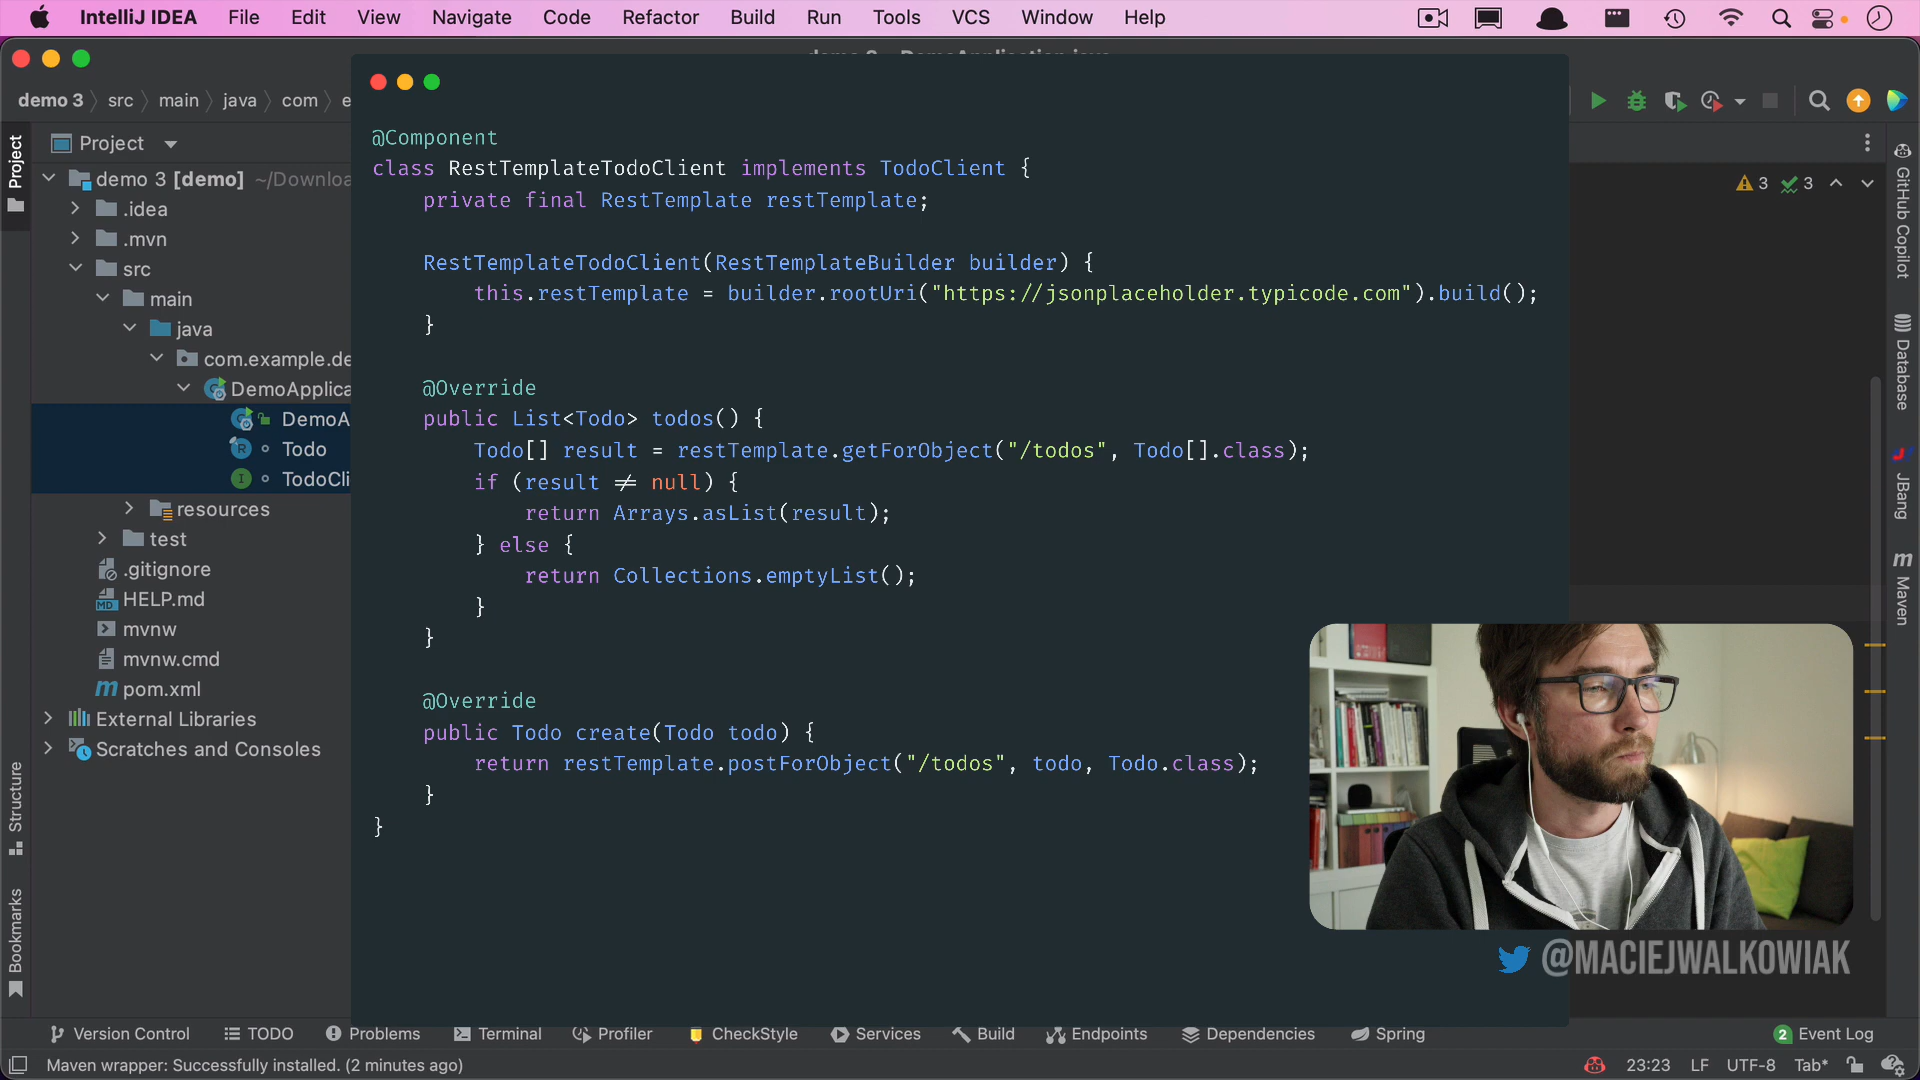 IntelliJ IDEA File Edit View Navigate Code Refactor Build Run Tools VCS Window Help
demo 3 src main java com e
Project
Project
demo 3 [demo] ~/Downloa
.idea
.mvn
src
main
java
com.example.de
DemoApplica
DemoA
Todo
TodoCli
resources
test
.gitignore
HELP.md
mvnw
mvnw.cmd
pom.xml
External Libraries
Scratches and Consoles
Structure
Bookmarks
@Component
class RestTemplateTodoClient implements TodoClient {
private final RestTemplate restTemplate;
RestTemplateTodoClient(RestTemplateBuilder builder) {
this.restTemplate = builder.rootUri("https://jsonplaceholder.typicode.com").build();
}
@Override
public List<Todo> todos() {
Todo[] result = restTemplate.getForObject("/todos", Todo[].class);
if (result ≠ null) {
return Arrays.asList(result);
} else {
return Collections.emptyList();
}
}
@Override
public Todo create(Todo todo) {
return restTemplate.postForObject("/todos", todo, Todo.class);
}
}
3 3
GitHub Copilot
Database
JBang
Maven
@MACIEJWALKOWIAK
Version Control TODO Problems Terminal Profiler CheckStyle Services Build Endpoints Dependencies Spring 2 Event Log
Maven wrapper: Successfully installed. (2 minutes ago) 23:23 LF UTF-8 Tab*